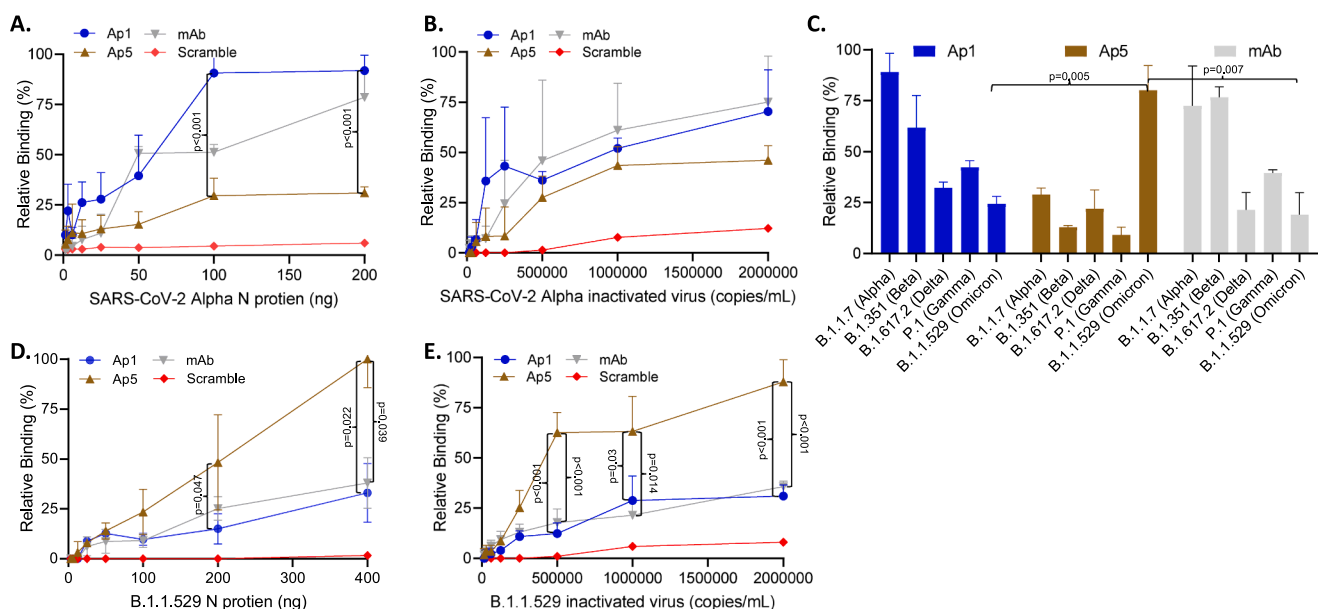 A.
Ap1
mAb
Ap5
Scramble
100
75
50
25
0
Relative Binding (%)
p<0.001
p<0.001
0
50
100
150
200
SARS-CoV-2 Alpha N protien (ng)
B.
Ap1
mAb
Ap5
Scramble
100
75
50
25
0
Relative Binding (%)
0
500000
1000000
1500000
2000000
SARS-CoV-2 Alpha inactivated virus (copies/mL)
C.
Ap1
Ap5
mAb
100
75
50
25
0
Relative Binding (%)
p=0.005
p=0.007
B.1.1.7 (Alpha)
B.1.351 (Beta)
B.1.617.2 (Delta)
P.1 (Gamma)
B.1.1.529 (Omicron)
B.1.1.7 (Alpha)
B.1.351 (Beta)
B.1.617.2 (Delta)
P.1 (Gamma)
B.1.1.529 (Omicron)
B.1.1.7 (Alpha)
B.1.351 (Beta)
B.1.617.2 (Delta)
P.1 (Gamma)
B.1.1.529 (Omicron)
D.
Ap1
mAb
Ap5
Scramble
100
75
50
25
0
Relative Binding (%)
p=0.047
p=0.022
p=0.039
0
100
200
300
400
B.1.1.529 N protien (ng)
E.
Ap1
mAb
Ap5
Scramble
100
75
50
25
0
Relative Binding (%)
p<0.0001
p<0.001
p=0.03
p=0.014
p<0.001
p<0.001
0
500000
1000000
1500000
2000000
B.1.1.529 inactivated virus (copies/mL)